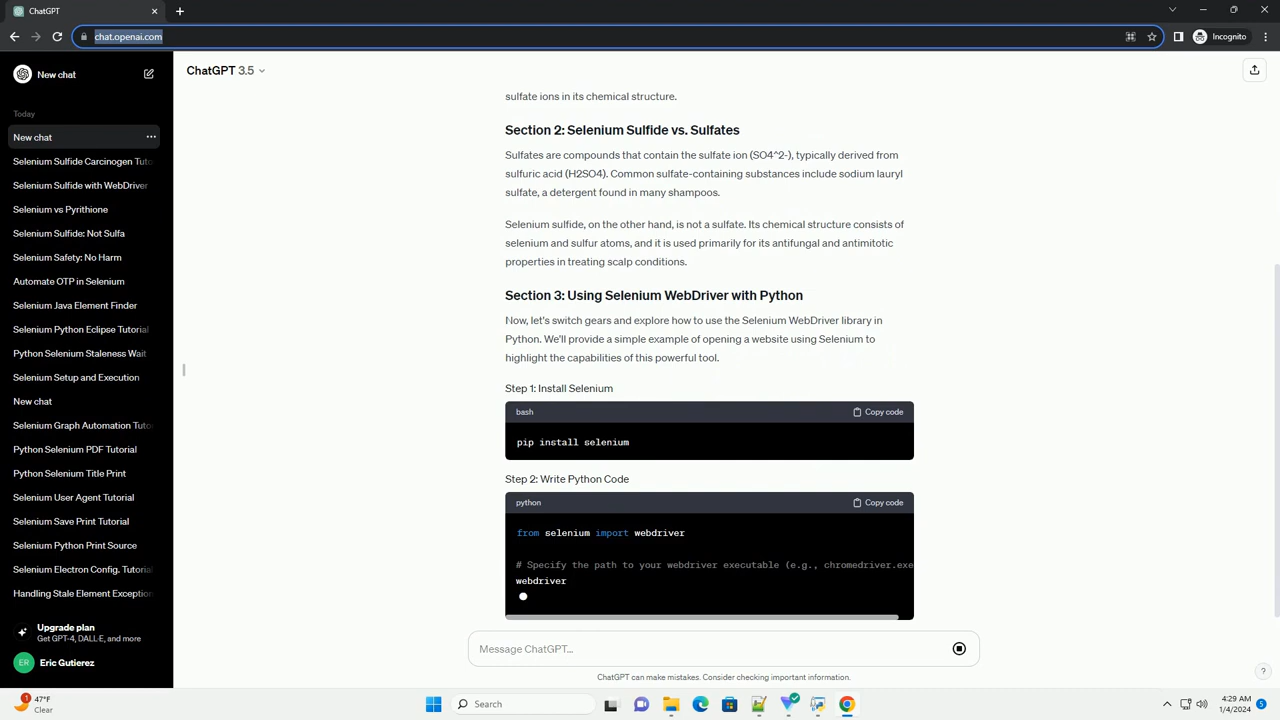 ChatGPT
chat.openai.com
Incognito
New chat
Today
New chat
Selenium Sulfide Carcinogen Tuto
Selenium Sulfide with WebDriver
Selenium vs Pyrithione
Selenium Sulfide: Not Sulfa
Selenium Safety: No Harm
Automate OTP in Selenium
Selenium Java Element Finder
Selenium Python Eclipse Tutorial
Python Selenium Staleness Wait
Selenium Setup and Execution
New chat
Selenium Graph Automation Tutor
Python Selenium PDF Tutorial
Python Selenium Title Print
Selenium User Agent Tutorial
Selenium Save Print Tutorial
Selenium Python Print Source
Selenium Electron Config. Tutorial
Handling Stale Element Exception
Upgrade plan
Get GPT-4, DALL·E, and more
ER Eric Gutierrez
ChatGPT 3.5
sulfate ions in its chemical structure.
Section 2: Selenium Sulfide vs. Sulfates
Sulfates are compounds that contain the sulfate ion (SO4^2-), typically derived from
sulfuric acid (H2SO4). Common sulfate-containing substances include sodium lauryl
sulfate, a detergent found in many shampoos.
Selenium sulfide, on the other hand, is not a sulfate. Its chemical structure consists of
selenium and sulfur atoms, and it is used primarily for its antifungal and antimitotic
properties in treating scalp conditions.
Section 3: Using Selenium WebDriver with Python
Now, let's switch gears and explore how to use the Selenium WebDriver library in
Python. We'll provide a simple example of opening a website using Selenium to
highlight the capabilities of this powerful tool.
Step 1: Install Selenium
bash Copy code
pip install selenium
Step 2: Write Python Code
python Copy code
from selenium import webdriver
# Specify the path to your webdriver executable (e.g., chromedriver.exe
webdriver
Message ChatGPT...
ChatGPT can make mistakes. Consider checking important information.
?
1
47°F
Clear
Search
4:29 AM
1/4/2024
5